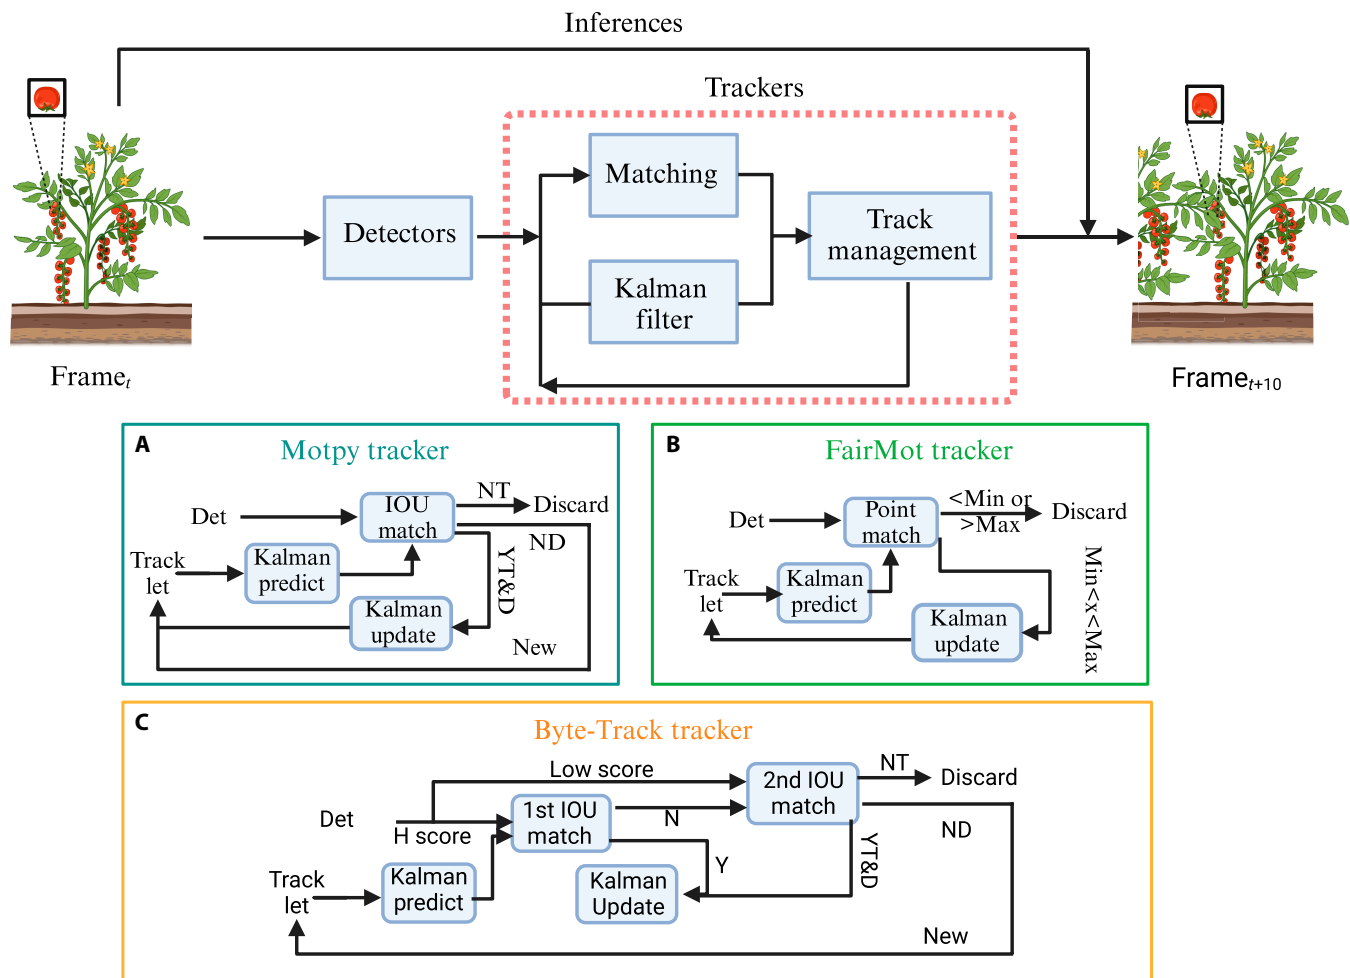 Inferences
Trackers
Matching
Detectors
Track
management
Kalman
filter
Frame t
Frame t+10
A
Motpy tracker
NT
IOU
match
Discard
Det
ND
Track
let
Kalman
predict
YT&D
Kalman
update
New
B
FairMot tracker
<Min or
>Max
Point
match
Discard
Det
Min<x<Max
Track
let
Kalman
predict
Kalman
update
C
Byte-Track tracker
Low score
2nd IOU
match
NT
Discard
Det
H score
1st IOU
match
N
ND
Y
YT&D
Track
let
Kalman
predict
Kalman
Update
New